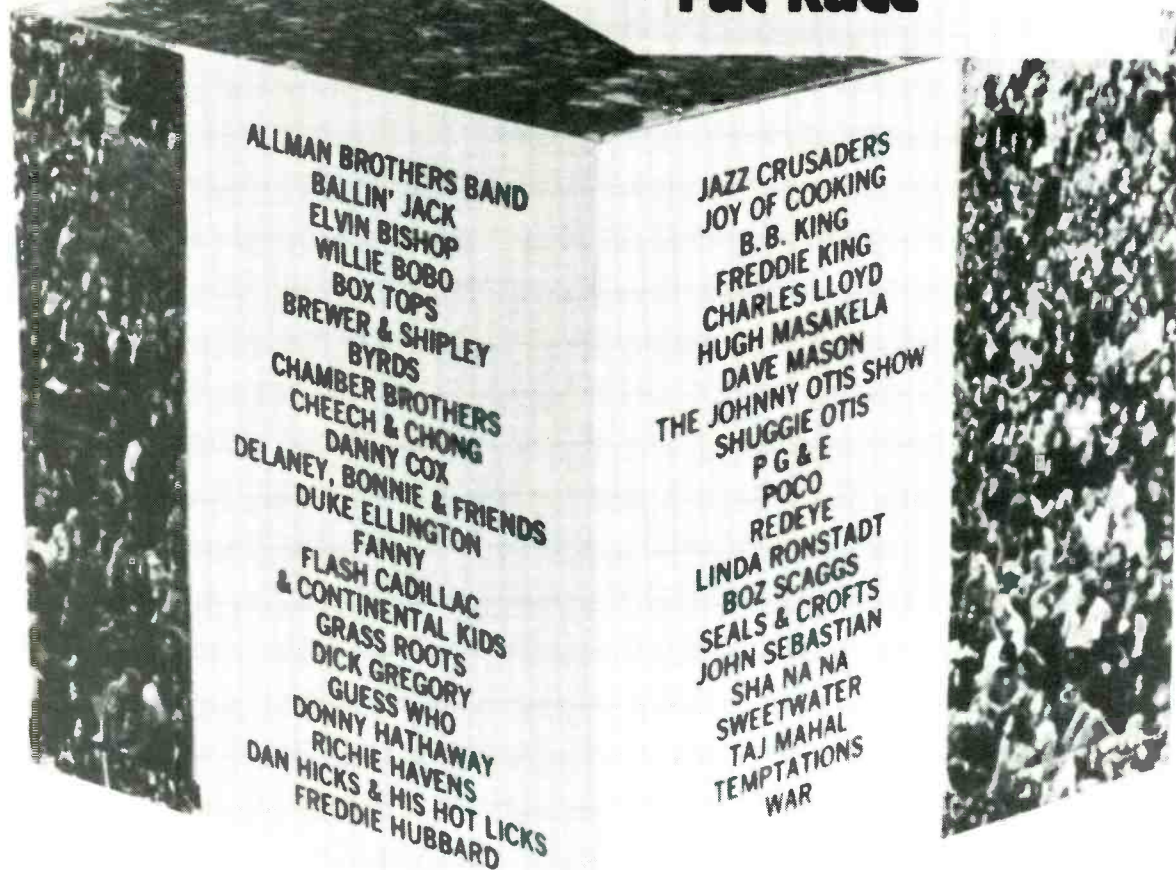 ALLMAN BROTHERS BAND
BALLIN' JACK
ELVIN BISHOP
WILLIE BOBO
BOX TOPS
BREWER & SHIPLEY
BYRDS
CHAMBER BROTHERS
CHEECH & CHONG
DANNY COX
DELANEY, BONNIE & FRIENDS
DUKE ELLINGTON
FANNY
FLASH CADILLAC
& CONTINENTAL KIDS
GRASS ROOTS
DICK GREGORY
GUESS WHO
DONNY HATHAWAY
RICHIE HAVENS
DAN HICKS & HIS HOT LICKS
FREDDIE HUBBARD
JAZZ CRUSADERS
JOY OF COOKING
B.B. KING
FREDDIE KING
CHARLES LLOYD
HUGH MASAKELA
DAVE MASON
THE JOHNNY OTIS SHOW
SHUGGIE OTIS
P G & E
POCO
REDEYE
LINDA RONSTADT
BOZ SCAGGS
SEALS & CROFTS
JOHN SEBASTIAN
SHA NA NA
SWEETWATER
TAJ MAHAL
TEMPTATIONS
WAR